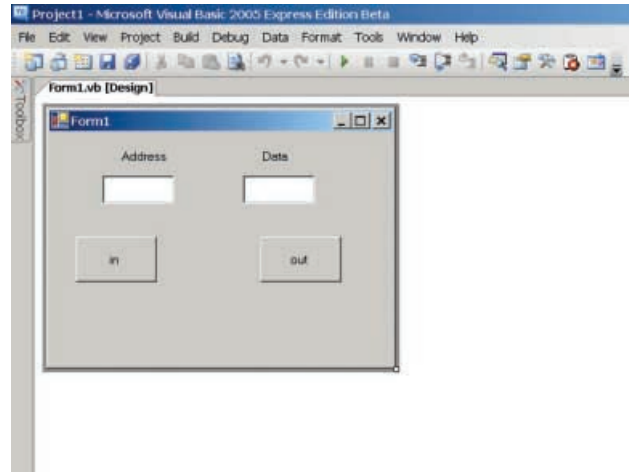 Project1 - Microsoft Visual Basic 2005 Express Edition Beta
File Edit View Project Build Debug Data Format Tools Window Help
Toolbox
Form1.vb [Design]
Form1
Address Data
in out